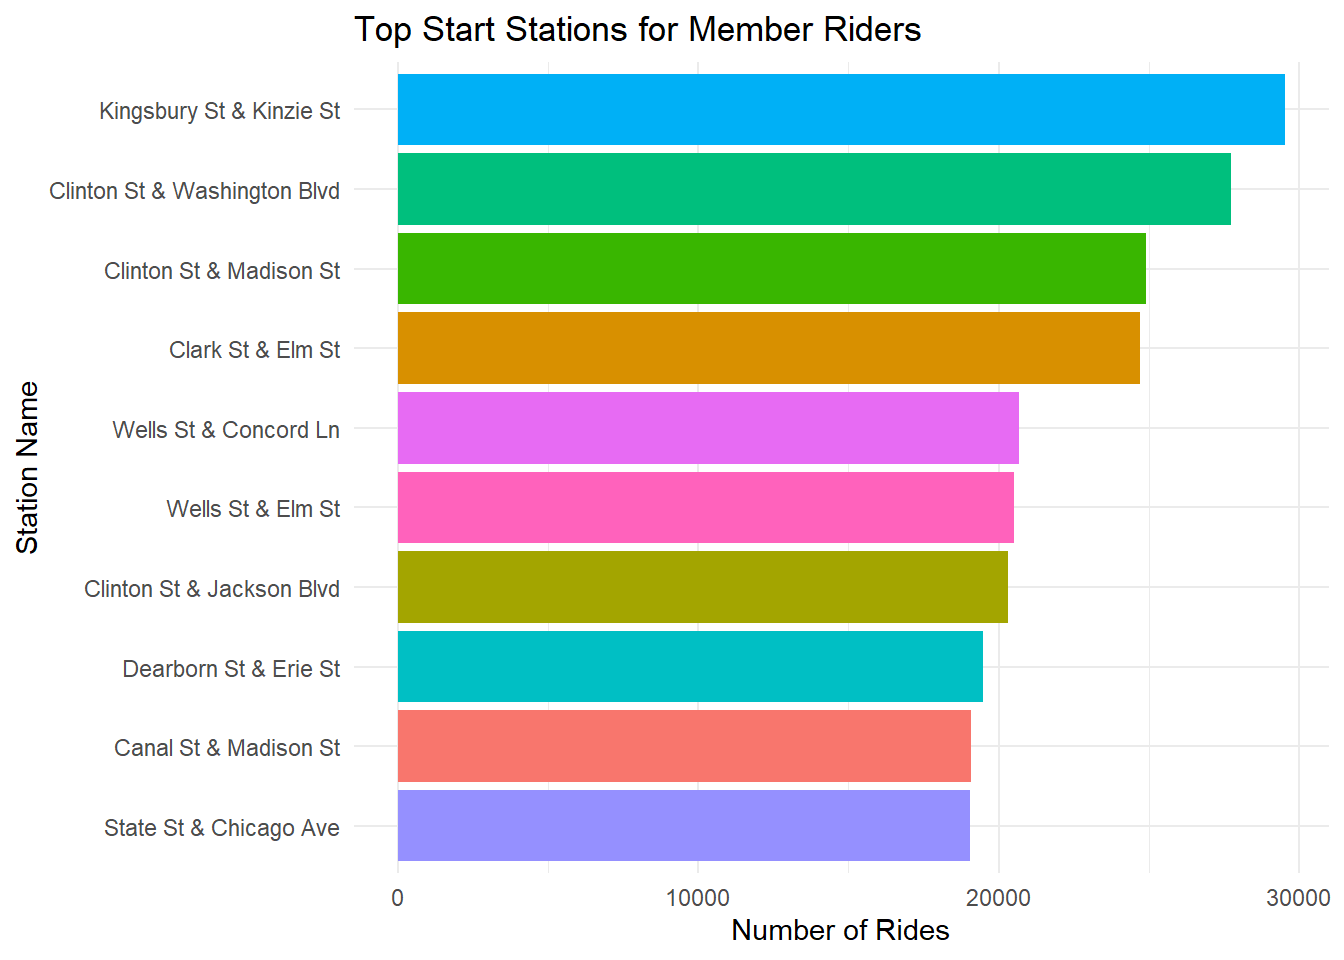 Top Start Stations for Member Riders
Station Name
Kingsbury St & Kinzie St
Clinton St & Washington Blvd
Clinton St & Madison St
Clark St & Elm St
Wells St & Concord Ln
Wells St & Elm St
Clinton St & Jackson Blvd
Dearborn St & Erie St
Canal St & Madison St
State St & Chicago Ave
0 10000 20000 30000
Number of Rides